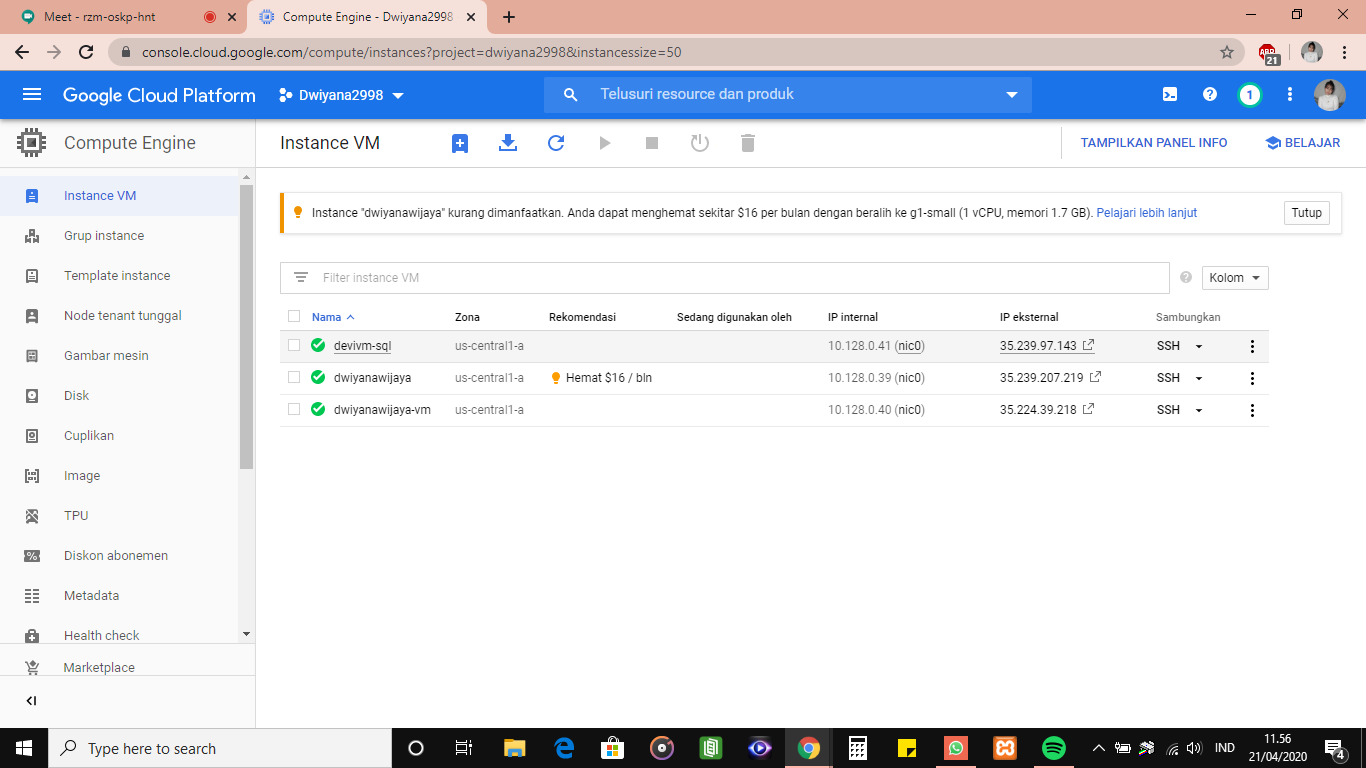 Meet - rzm-oskp-hnt
Compute Engine - Dwiyana2998
console.cloud.google.com/compute/instances?project=dwiyana2998&instancessize=50
21
Google Cloud Platform
Dwiyana2998
Telusuri resource dan produk
1
Compute Engine
Instance VM
TAMPILKAN PANEL INFO
BELAJAR
Instance VM
Grup instance
Template instance
Node tenant tunggal
Gambar mesin
Disk
Cuplikan
Image
TPU
Diskon abonemen
Metadata
Health check
Marketplace
Instance "dwiyanawijaya" kurang dimanfaatkan. Anda dapat menghemat sekitar $16 per bulan dengan beralih ke g1-small (1 vCPU, memori 1.7 GB). Pelajari lebih lanjut
Tutup
Filter instance VM
Kolom
Nama Zona Rekomendasi Sedang digunakan oleh IP internal IP eksternal Sambungkan
devivm-sql us-central1-a 10.128.0.41 (nic0) 35.239.97.143 SSH
dwiyanawijaya us-central1-a Hemat $16 / bln 10.128.0.39 (nic0) 35.239.207.219 SSH
dwiyanawijaya-vm us-central1-a 10.128.0.40 (nic0) 35.224.39.218 SSH
Type here to search
IND
11.56
21/04/2020
4